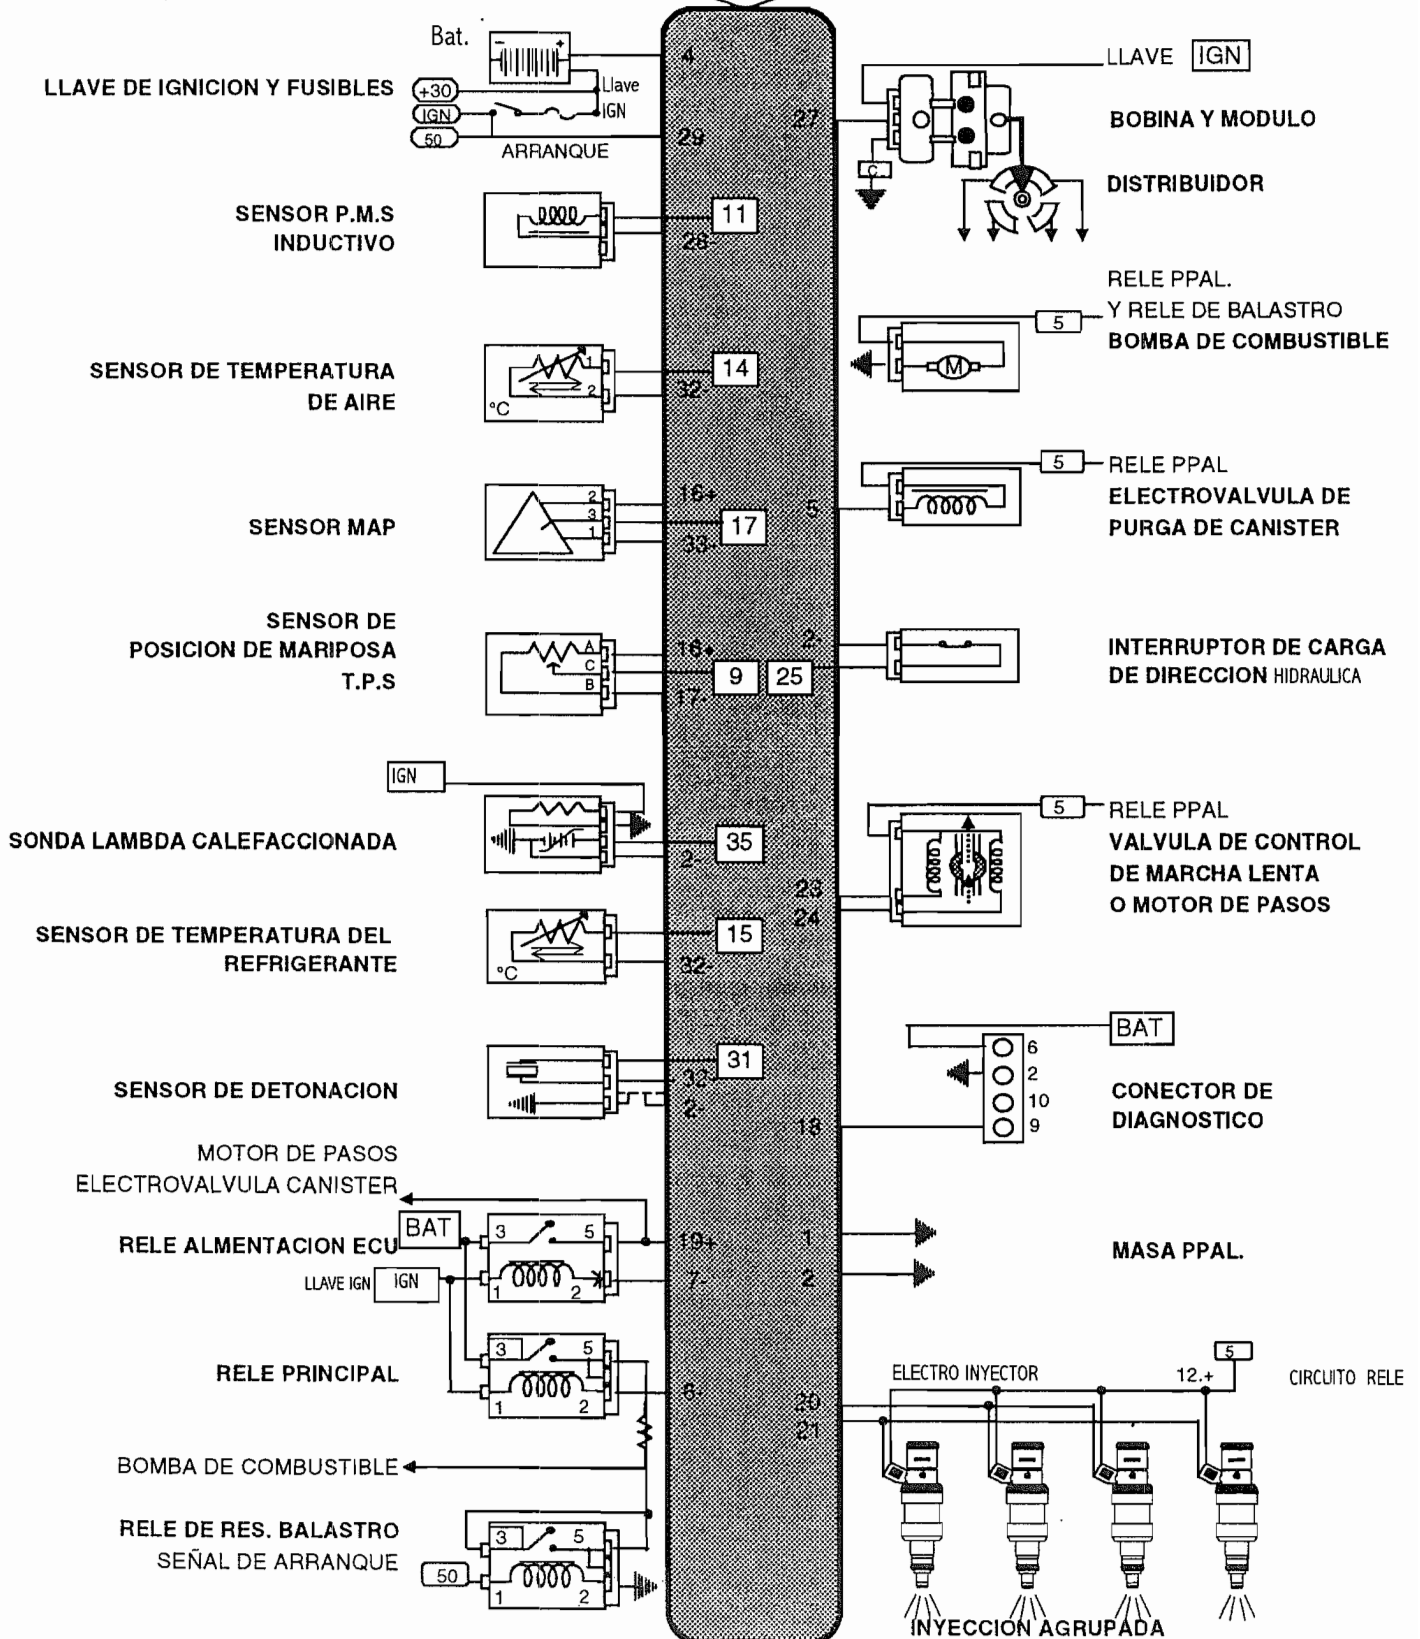 Bat.
- +
4
LLAVE DE IGNICION Y FUSIBLES
+30
Llave
IGN
IGN
50
29
ARRANQUE
SENSOR P.M.S
INDUCTIVO
11
28-
SENSOR DE TEMPERATURA
DE AIRE
1
2
°C
14
32-
SENSOR MAP
2
3
1
16+
17
33-
SENSOR DE
POSICION DE MARIPOSA
T.P.S
A
C
B
16+
9
17-
IGN
SONDA LAMBDA CALEFACCIONADA
35
2-
SENSOR DE TEMPERATURA DEL
REFRIGERANTE
°C
15
32-
SENSOR DE DETONACION
31
32-
2-
MOTOR DE PASOS
ELECTROVALVULA CANISTER
BAT
RELE ALMENTACION ECU
3 5
19+
LLAVE IGN IGN
1 2
7-
RELE PRINCIPAL
3 5
1 2
6-
BOMBA DE COMBUSTIBLE
RELE DE RES. BALASTRO
SEÑAL DE ARRANQUE
3 5
50
1 2
LLAVE IGN
27
BOBINA Y MODULO
C
DISTRIBUIDOR
RELE PPAL.
5 Y RELE DE BALASTRO
BOMBA DE COMBUSTIBLE
M
5 RELE PPAL
5
ELECTROVALVULA DE
PURGA DE CANISTER
2-
25
INTERRUPTOR DE CARGA
DE DIRECCION HIDRAULICA
5 RELE PPAL
VALVULA DE CONTROL
DE MARCHA LENTA
O MOTOR DE PASOS
24
BAT
6
2
10
9
CONECTOR DE
DIAGNOSTICO
18
1
MASA PPAL.
2
5
ELECTRO INYECTOR
12.+
CIRCUITO RELE
20
21
INYECCION AGRUPADA